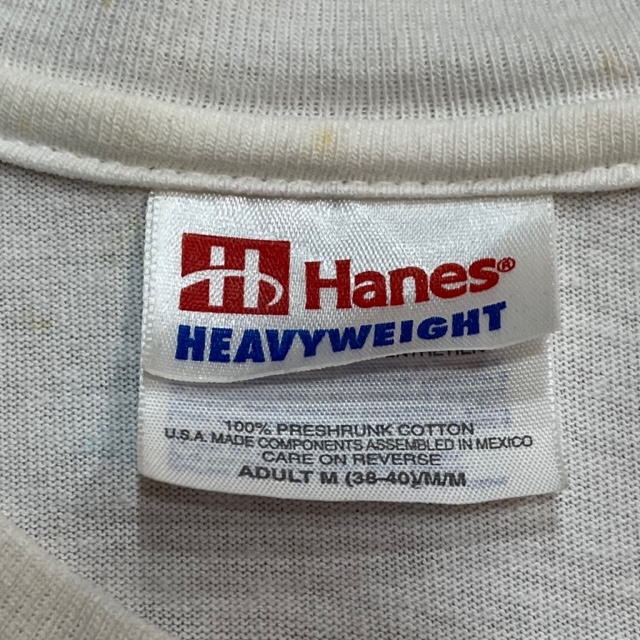 H Hanes®
HEAVYWEIGHT
100% PRESHRUNK COTTON
U.S.A. MADE COMPONENTS ASSEMBLED IN MEXICO
CARE ON REVERSE
ADULT M (38-40)/M/M